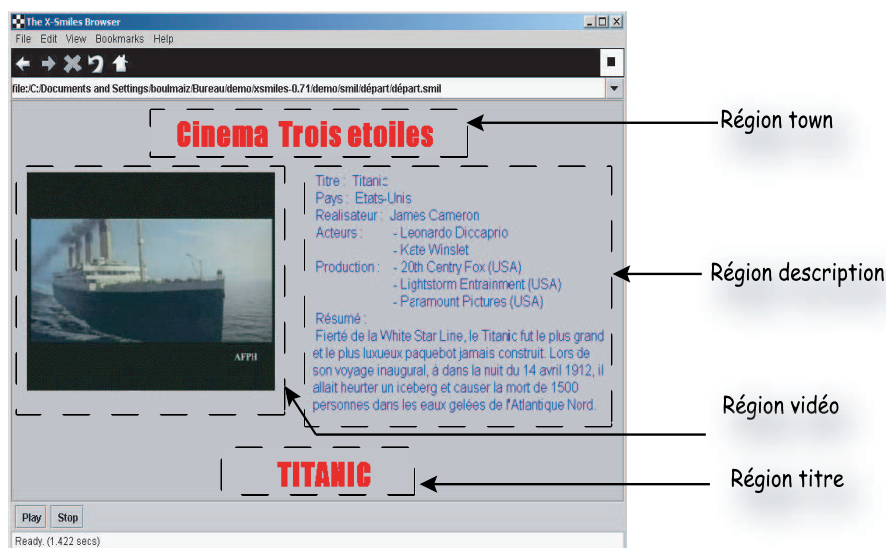 The X-Smiles Browser
File Edit View Bookmarks Help
file:/C:/Documents and Settings/boulmaiz/Bureau/demo/xsmiles-0.71/demo/smil/départ/départ.smil
Cinema Trois etoiles
Région town
Titre : Titanic
Pays : Etats-Unis
Realisateur : James Cameron
Acteurs : - Leonardo Diccaprio
- Kate Winslet
Production : - 20th Centry Fox (USA)
- Lightstorm Entrainment (USA)
- Paramount Pictures (USA)
Résumé :
Fierté de la White Star Line, le Titanic fut le plus grand
et le plus luxueux paquebot jamais construit. Lors de
son voyage inaugural, à dans la nuit du 14 avril 1912, il
allait heurter un iceberg et causer la mort de 1500
personnes dans les eaux gelées de l'Atlantique Nord.
Région description
AFPH
Région vidéo
TITANIC
Région titre
Play Stop
Ready. (1.422 secs)